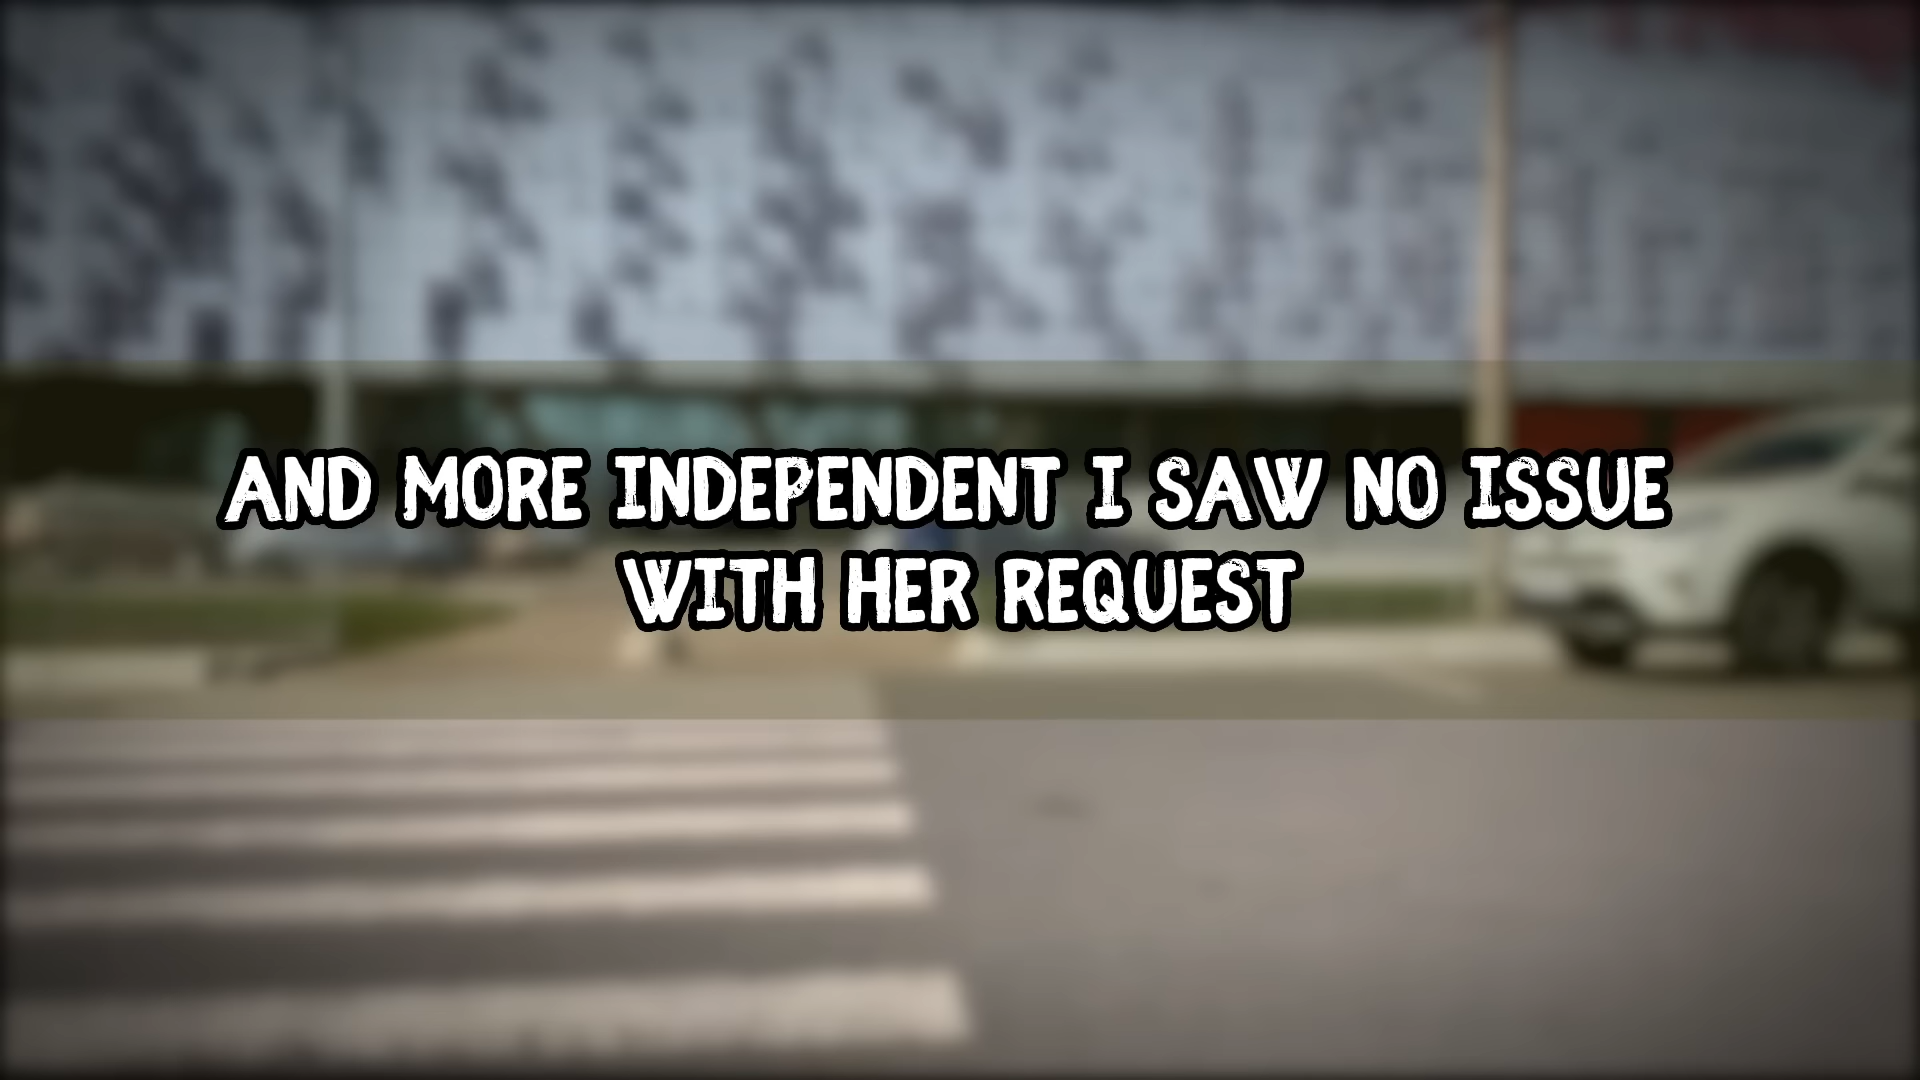 AND MORE INDEPENDENT I SAW NO ISSUE
WITH HER REQUEST